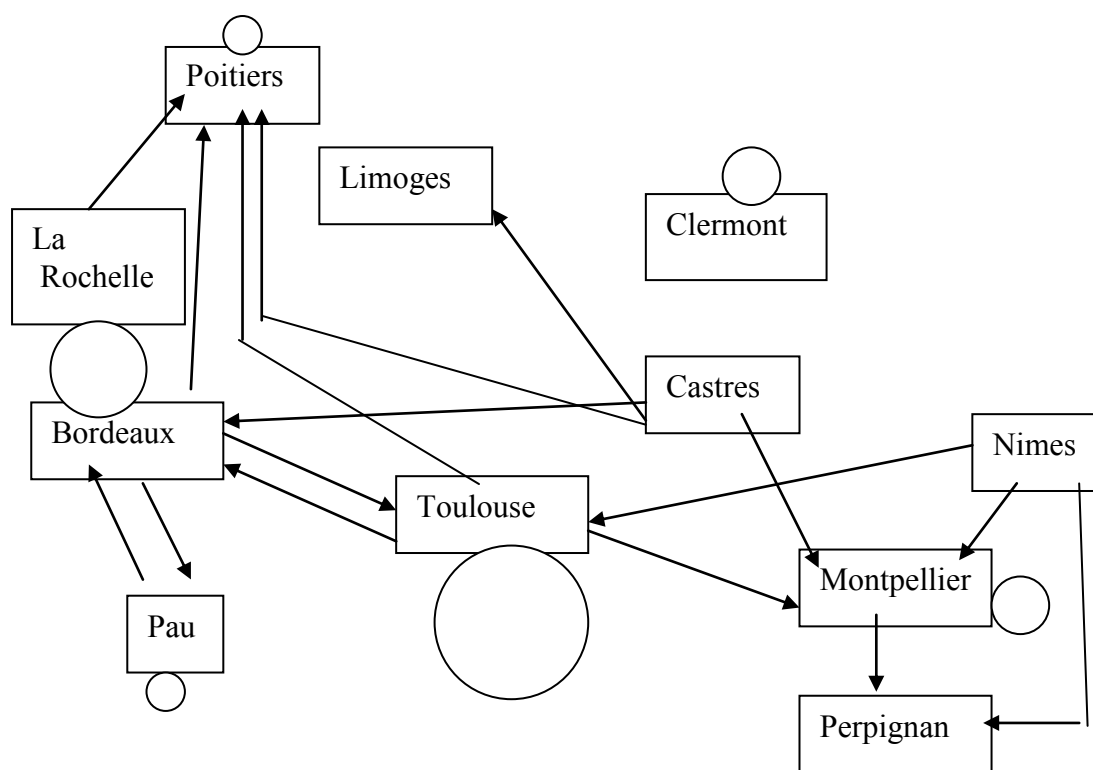 Poitiers
Limoges
Clermont
La
Rochelle
Castres
Bordeaux
Nimes
Toulouse
Montpellier
Pau
Perpignan